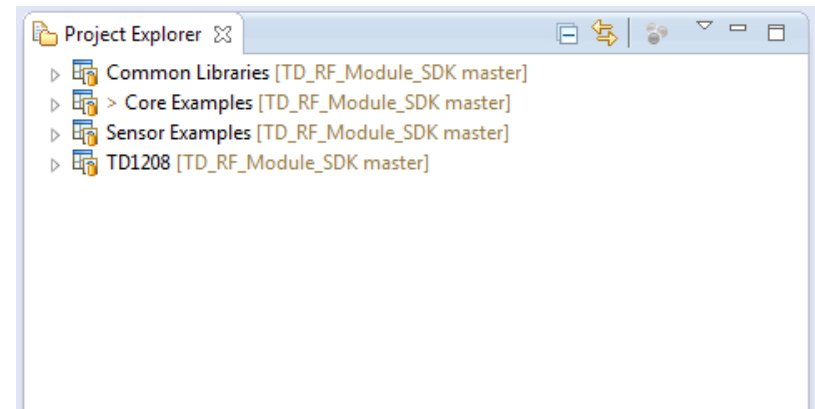 Project Explorer
Common Libraries [TD_RF_Module_SDK master]
> Core Examples [TD_RF_Module_SDK master]
Sensor Examples [TD_RF_Module_SDK master]
TD1208 [TD_RF_Module_SDK master]